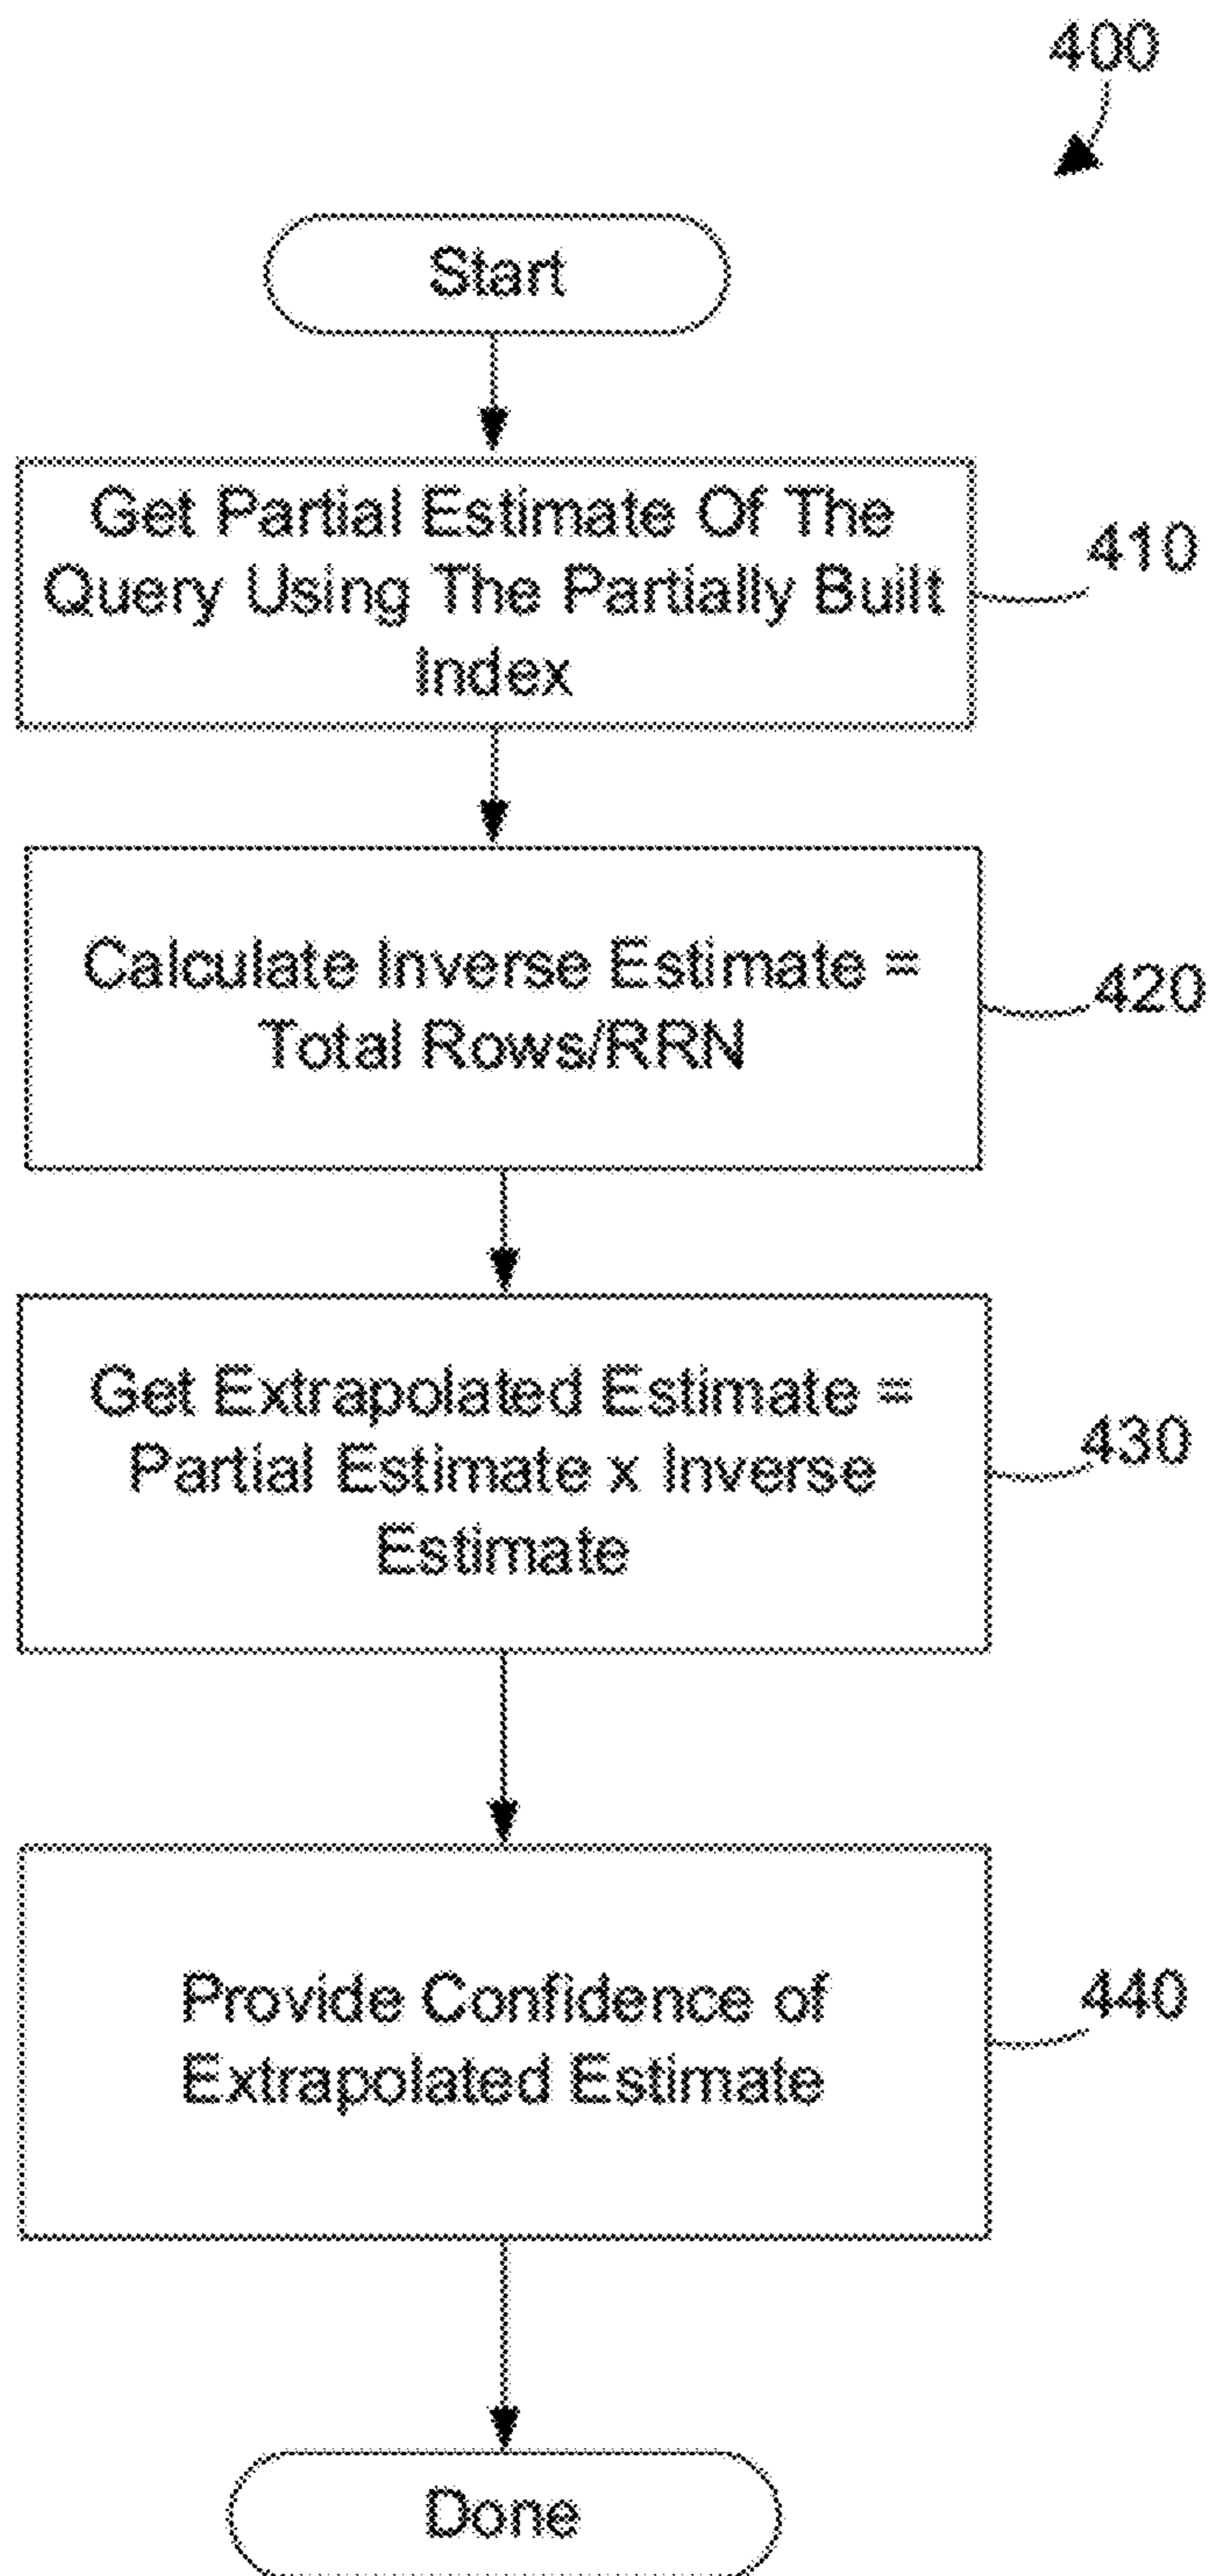 400
Start
Get Partial Estimate Of The
Query Using The Partially Built
Index
410
Calculate Inverse Estimate =
Total Rows/RRN
420
Get Extrapolated Estimate =
Partial Estimate x Inverse
Estimate
430
Provide Confidence of
Extrapolated Estimate
440
Done